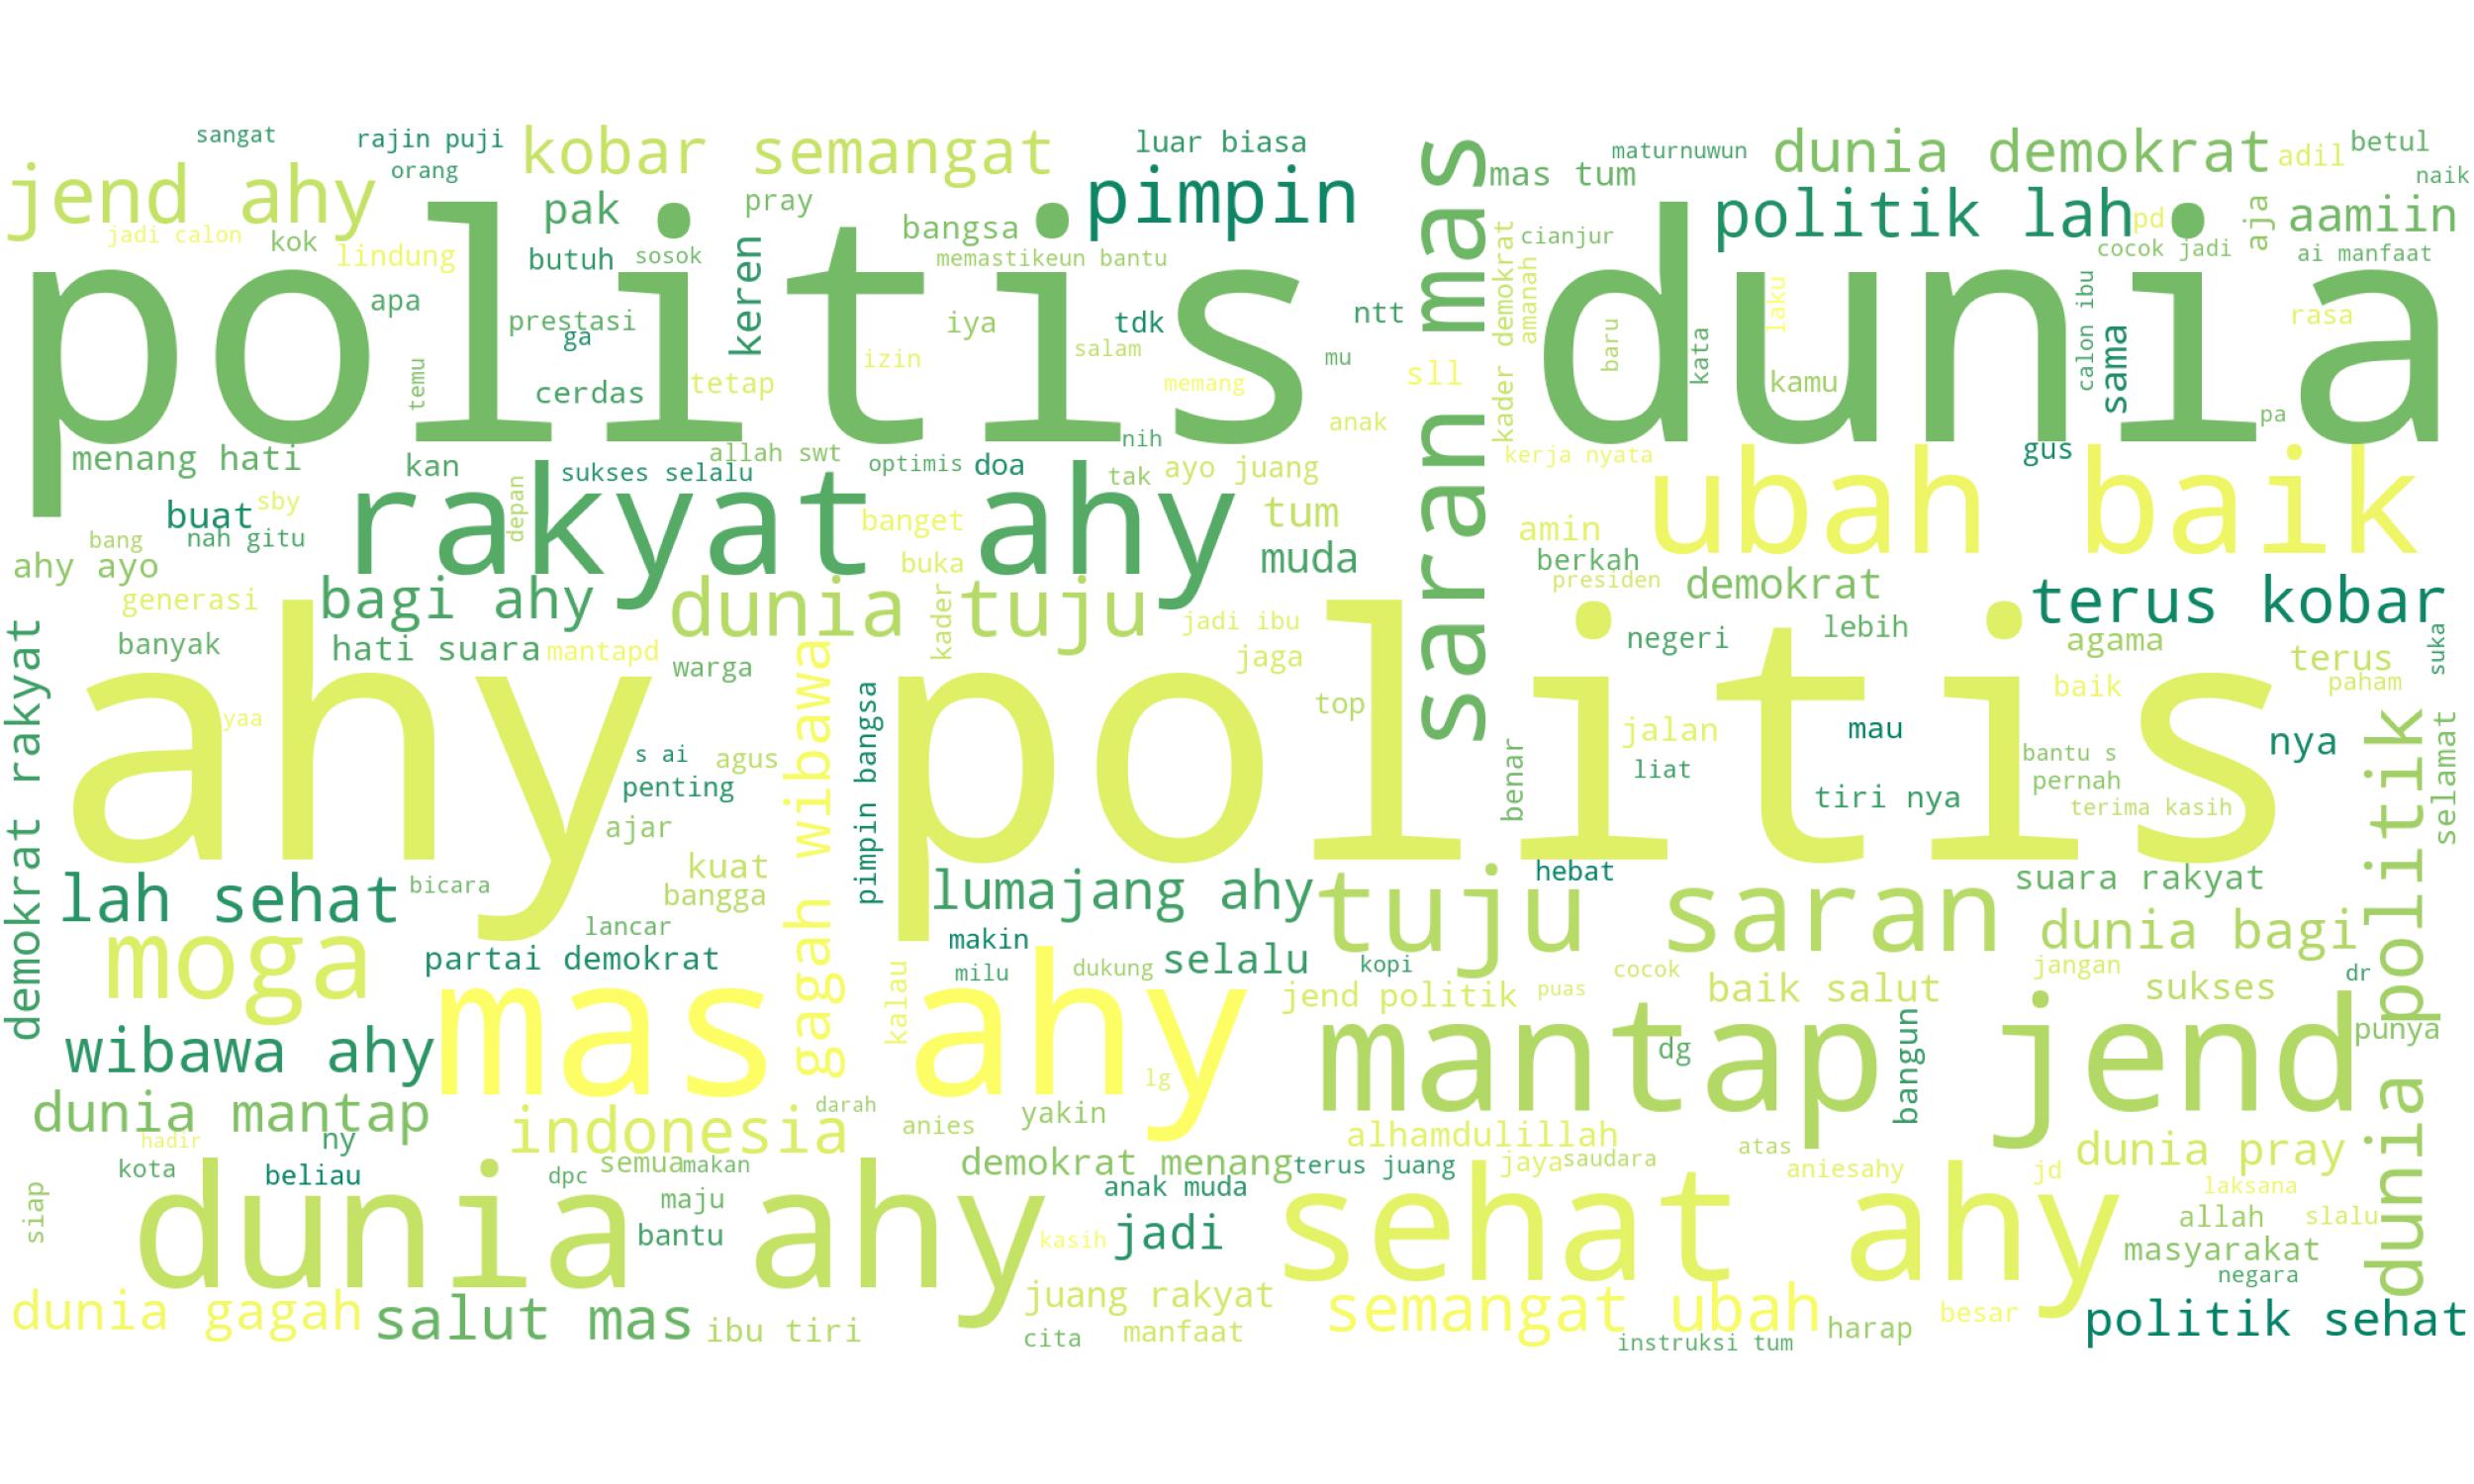 sangat
rajin puji
kobar semangat
luar biasa
saran mas
mas tum
maturnuwun
dunia demokrat
adil
betul
naik
jend ahy
orang
pak
pray
bangsa
pimpin
politik lah
pd
aja
aamiin
jadi calon
kok
lindung
butuh
sosok
keren
memastikeun bantu
kader demokrat
cianjur
cocok jadi
ai manfaat
politis
dunia
apa
prestasi
ga
iya
tdk
ntt
amanah
baru
kata
laku
calon ibu
sama
rasa
temu
cerdas
tetap
izin
salam
memang
mu
sll
kamu
anak
pa
menang hati
kan
allah swt
sukses selalu
optimis
doa
nih
tak
ayo juang
kerja nyata
gus
buat
sby
rakyat ahy
depan
banget
tum
amin
ubah baik
bang
nah gitu
ahy ayo
buka
muda
berkah
presiden
demokrat
terus kobar
generasi
bagi ahy
dunia tuju
kader
jadi ibu
negeri
lebih
agama
suka
demokrat rakyat
banyak
hati suara
mantapd
warga
jaga
terus
gagah wibawa
pimpin bangsa
top
baik
paham
ahy politis
yaa
s ai
agus
penting
benar
jalan
liat
mau
tiri nya
bantu s
pernah
terima kasih
nya
dunia politik
selamat
ajar
kuat
bangga
lah sehat
bicara
lumajang ahy
tuju saran
hebat
suara rakyat
moga
lancar
partai demokrat
makin
milu
dukung
selalu
kopi
cocok
dunia bagi
jangan
dr
wibawa ahy
mas ahy
kalau
jend politik
puas
baik salut
sukses
lg
mantap jend
dg
bangun
punya
dunia mantap
hadir
ny
indonesia
darah
anies
yakin
alhamdulillah
atas
dunia pray
kota
beliau
dpc
semua
makan
demokrat menang
terus juang
jaya
saudara
aniesahy
jd
siap
dunia ahy
maju
bantu
anak muda
kasih
jadi
sehat ahy
laksana
allah
slalu
masyarakat
negara
dunia gagah
salut mas
ibu tiri
juang rakyat
cita
manfaat
semangat ubah
instruksi tum
harap
besar
politik sehat